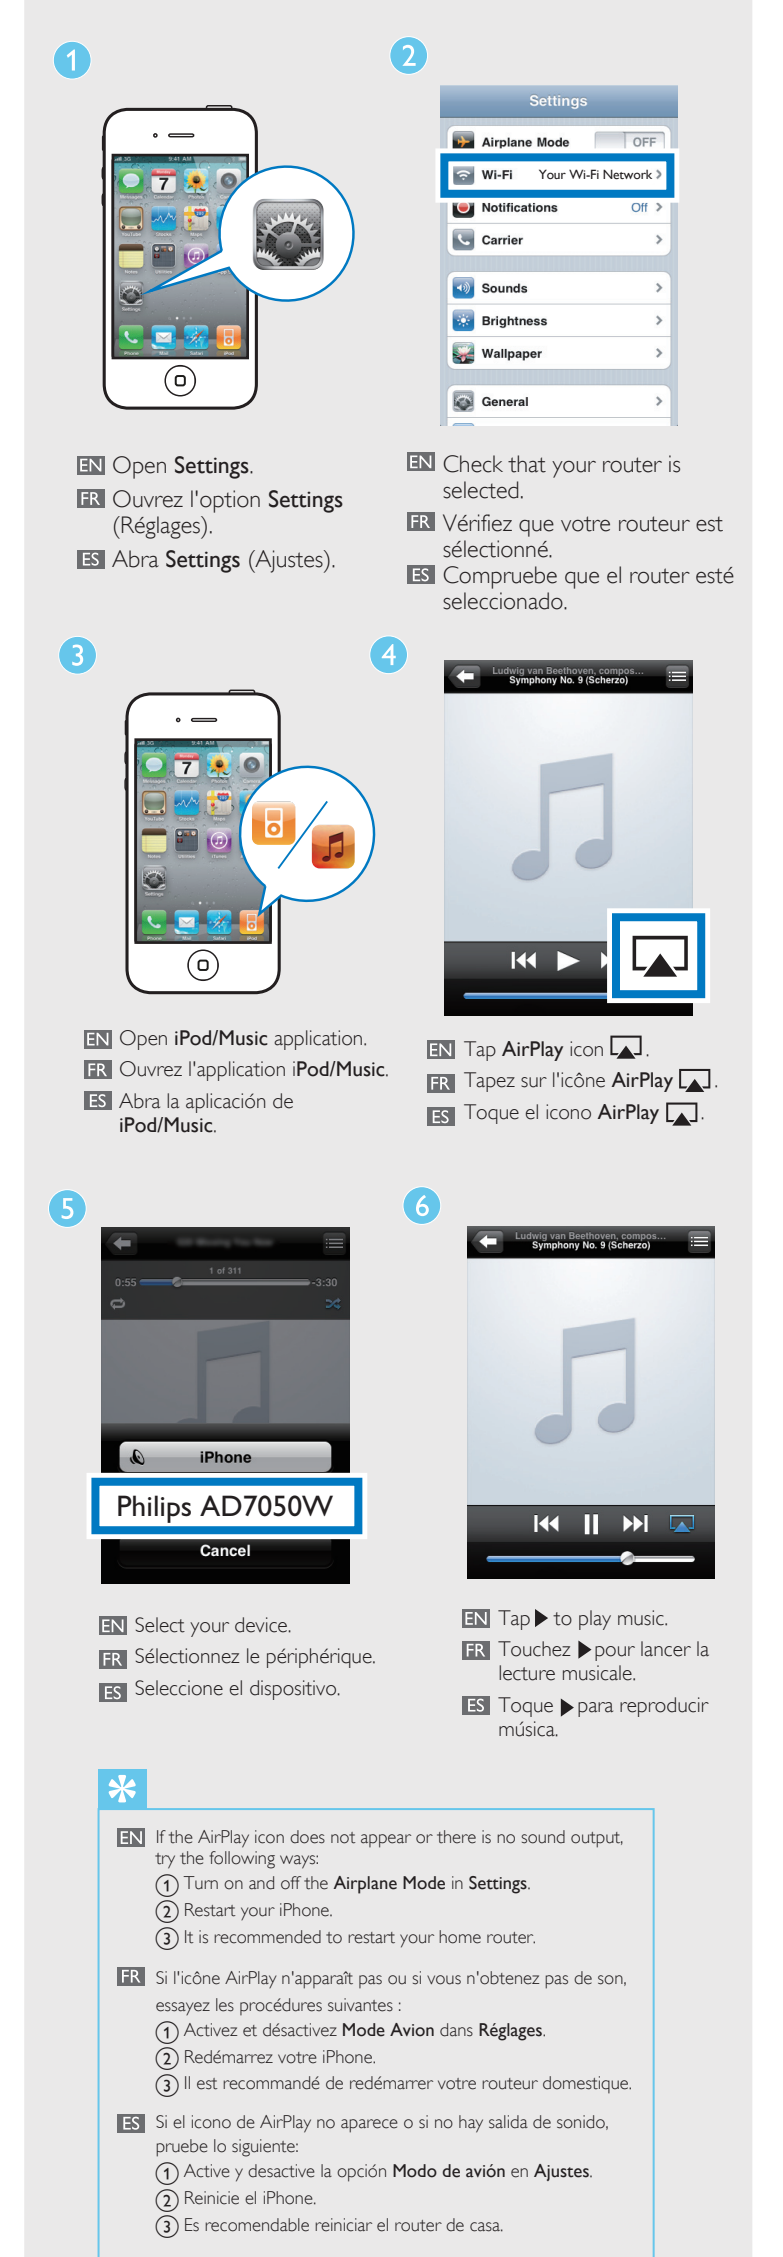 1
2
Settings
Airplane Mode OFF
Wi-Fi Your Wi-Fi Network
Notifications Off
Carrier
Sounds
Brightness
Wallpaper
General
9:41 AM
7
EN Open Settings.
FR Ouvrez l'option Settings
(Réglages).
ES Abra Settings (Ajustes).
EN Check that your router is
selected.
FR Vérifiez que votre routeur est
sélectionné.
ES Compruebe que el router esté
seleccionado.
3
9:41 AM
7
4
Ludwig van Beethoven, compos...
Symphony No. 9 (Scherzo)
EN Open iPod/Music application.
FR Ouvrez l'application iPod/Music.
ES Abra la aplicación de
iPod/Music.
EN Tap AirPlay icon .
FR Tapez sur l'icône AirPlay .
ES Toque el icono AirPlay .
5
1 of 311
0:55 -3:30
iPhone
Philips AD7050W
Cancel
6
Ludwig van Beethoven, compos...
Symphony No. 9 (Scherzo)
EN Select your device.
FR Sélectionnez le périphérique.
ES Seleccione el dispositivo.
EN Tap ▶ to play music.
FR Touchez ▶ pour lancer la
lecture musicale.
ES Toque ▶ para reproducir
música.
EN If the AirPlay icon does not appear or there is no sound output,
try the following ways:
① Turn on and off the Airplane Mode in Settings.
② Restart your iPhone.
③ It is recommended to restart your home router.
FR Si l'icône AirPlay n'apparaît pas ou si vous n'obtenez pas de son,
essayez les procédures suivantes :
① Activez et désactivez Mode Avion dans Réglages.
② Redémarrez votre iPhone.
③ Il est recommandé de redémarrer votre routeur domestique.
ES Si el icono de AirPlay no aparece o si no hay salida de sonido,
pruebe lo siguiente:
① Active y desactive la opción Modo de avión en Ajustes.
② Reinicie el iPhone.
③ Es recomendable reiniciar el router de casa.